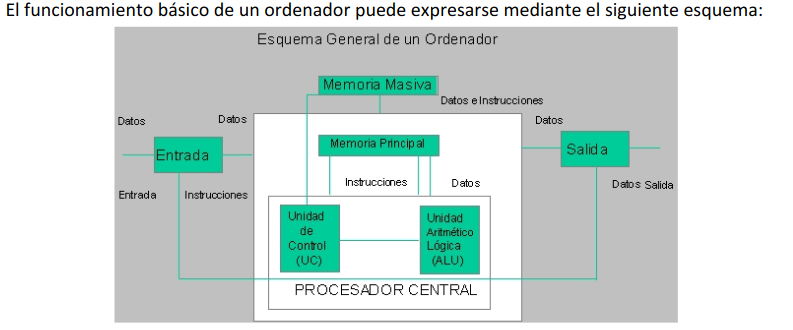 El funcionamiento básico de un ordenador puede expresarse mediante el siguiente esquema:
Esquema General de un Ordenador
Memoria Masiva
Datos e Instrucciones
Datos
Datos
Datos
Entrada
Memoria Principal
Salida
Instrucciones
Datos
Datos Salida
Entrada
Instrucciones
Unidad
de
Control
(UC)
Unidad
Aritmético
Lógica
(ALU)
PROCESADOR CENTRAL